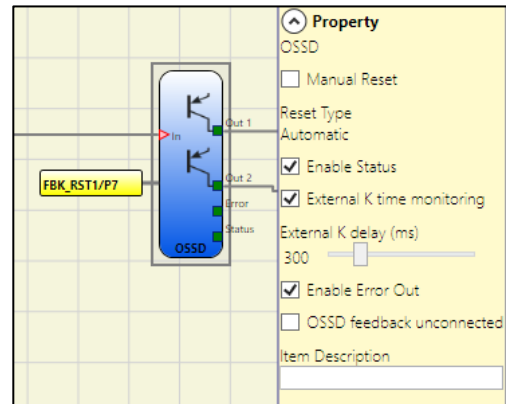 Out 1
In
Out 2
FBK_RST1/P7
Error
Status
OSSD
Property
OSSD
Manual Reset
Reset Type
Automatic
Enable Status
External K time monitoring
External K delay (ms)
300
Enable Error Out
OSSD feedback unconnected
Item Description